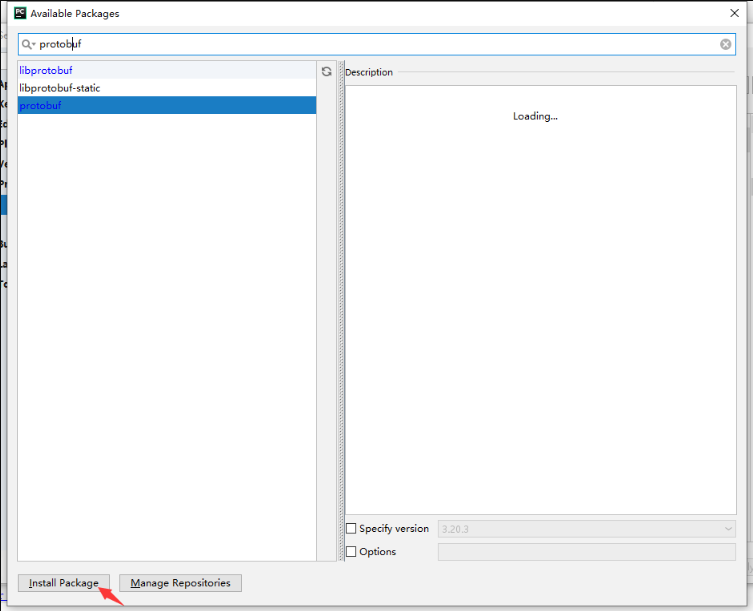 PC Available Packages
protobuf
libprotobuf
libprotobuf-static
protobuf
Description
Loading...
Specify version
3.20.3
Options
Install Package
Manage Repositories